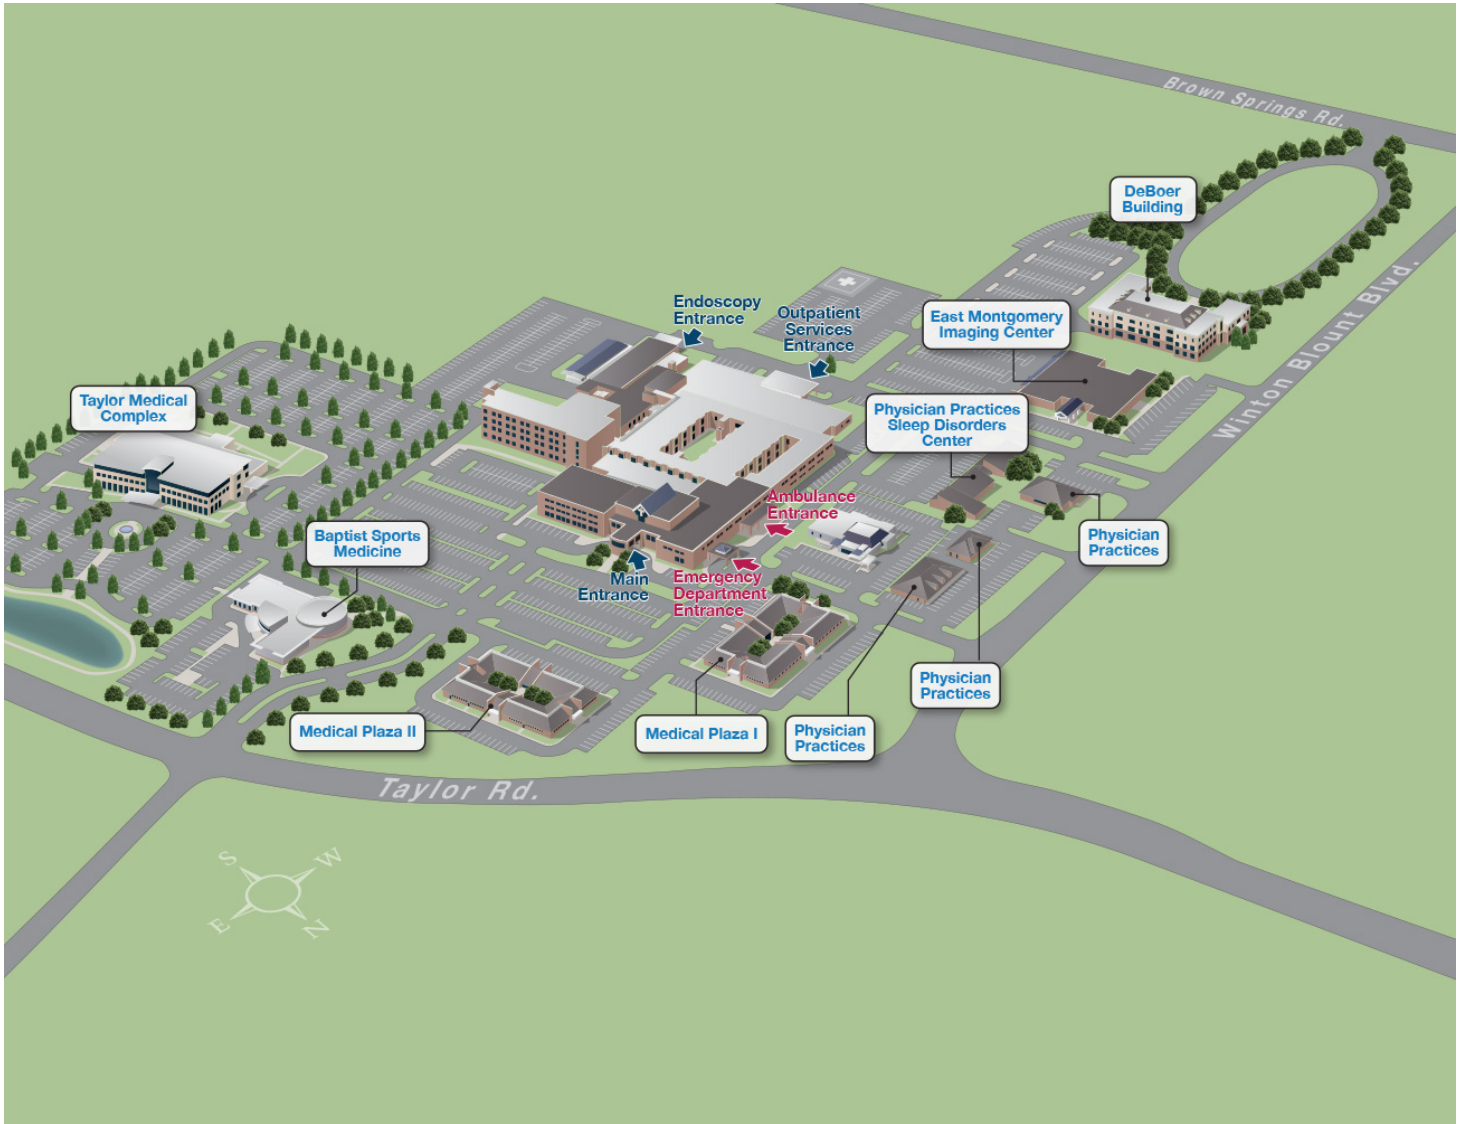 Brown Springs Rd.
DeBoer
Building
Winton Blount Blvd.
Endoscopy
Entrance
Outpatient
Services
Entrance
East Montgomery
Imaging Center
Taylor Medical
Complex
Physician Practices
Sleep Disorders
Center
Ambulance
Entrance
Baptist Sports
Medicine
Physician
Practices
Main
Entrance
Emergency
Department
Entrance
Physician
Practices
Medical Plaza II
Medical Plaza I
Physician
Practices
Taylor Rd.
S
W
E
N